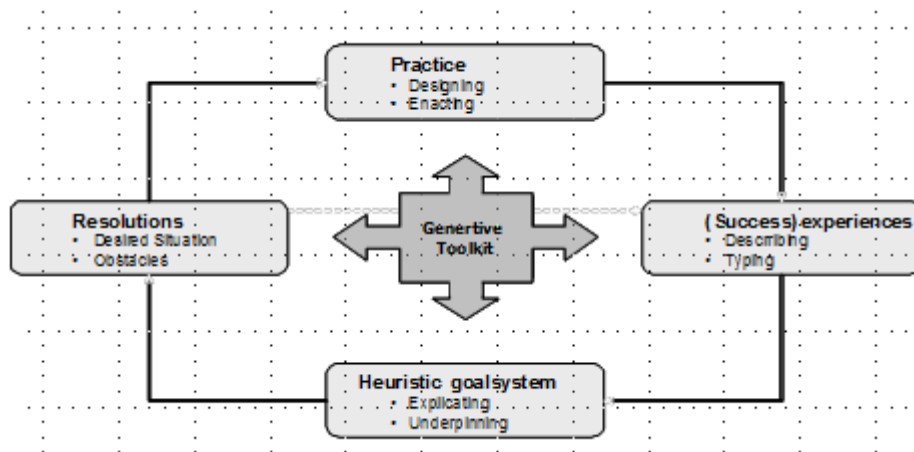 Practice
• Designing
• Enacting
Resolutions
• Desired Situation
• Obstacles
Genertive
Toolkit
(Success) experiences
• Describing
• Typing
Heuristic goalsystem
• Explicating
• Underpinning